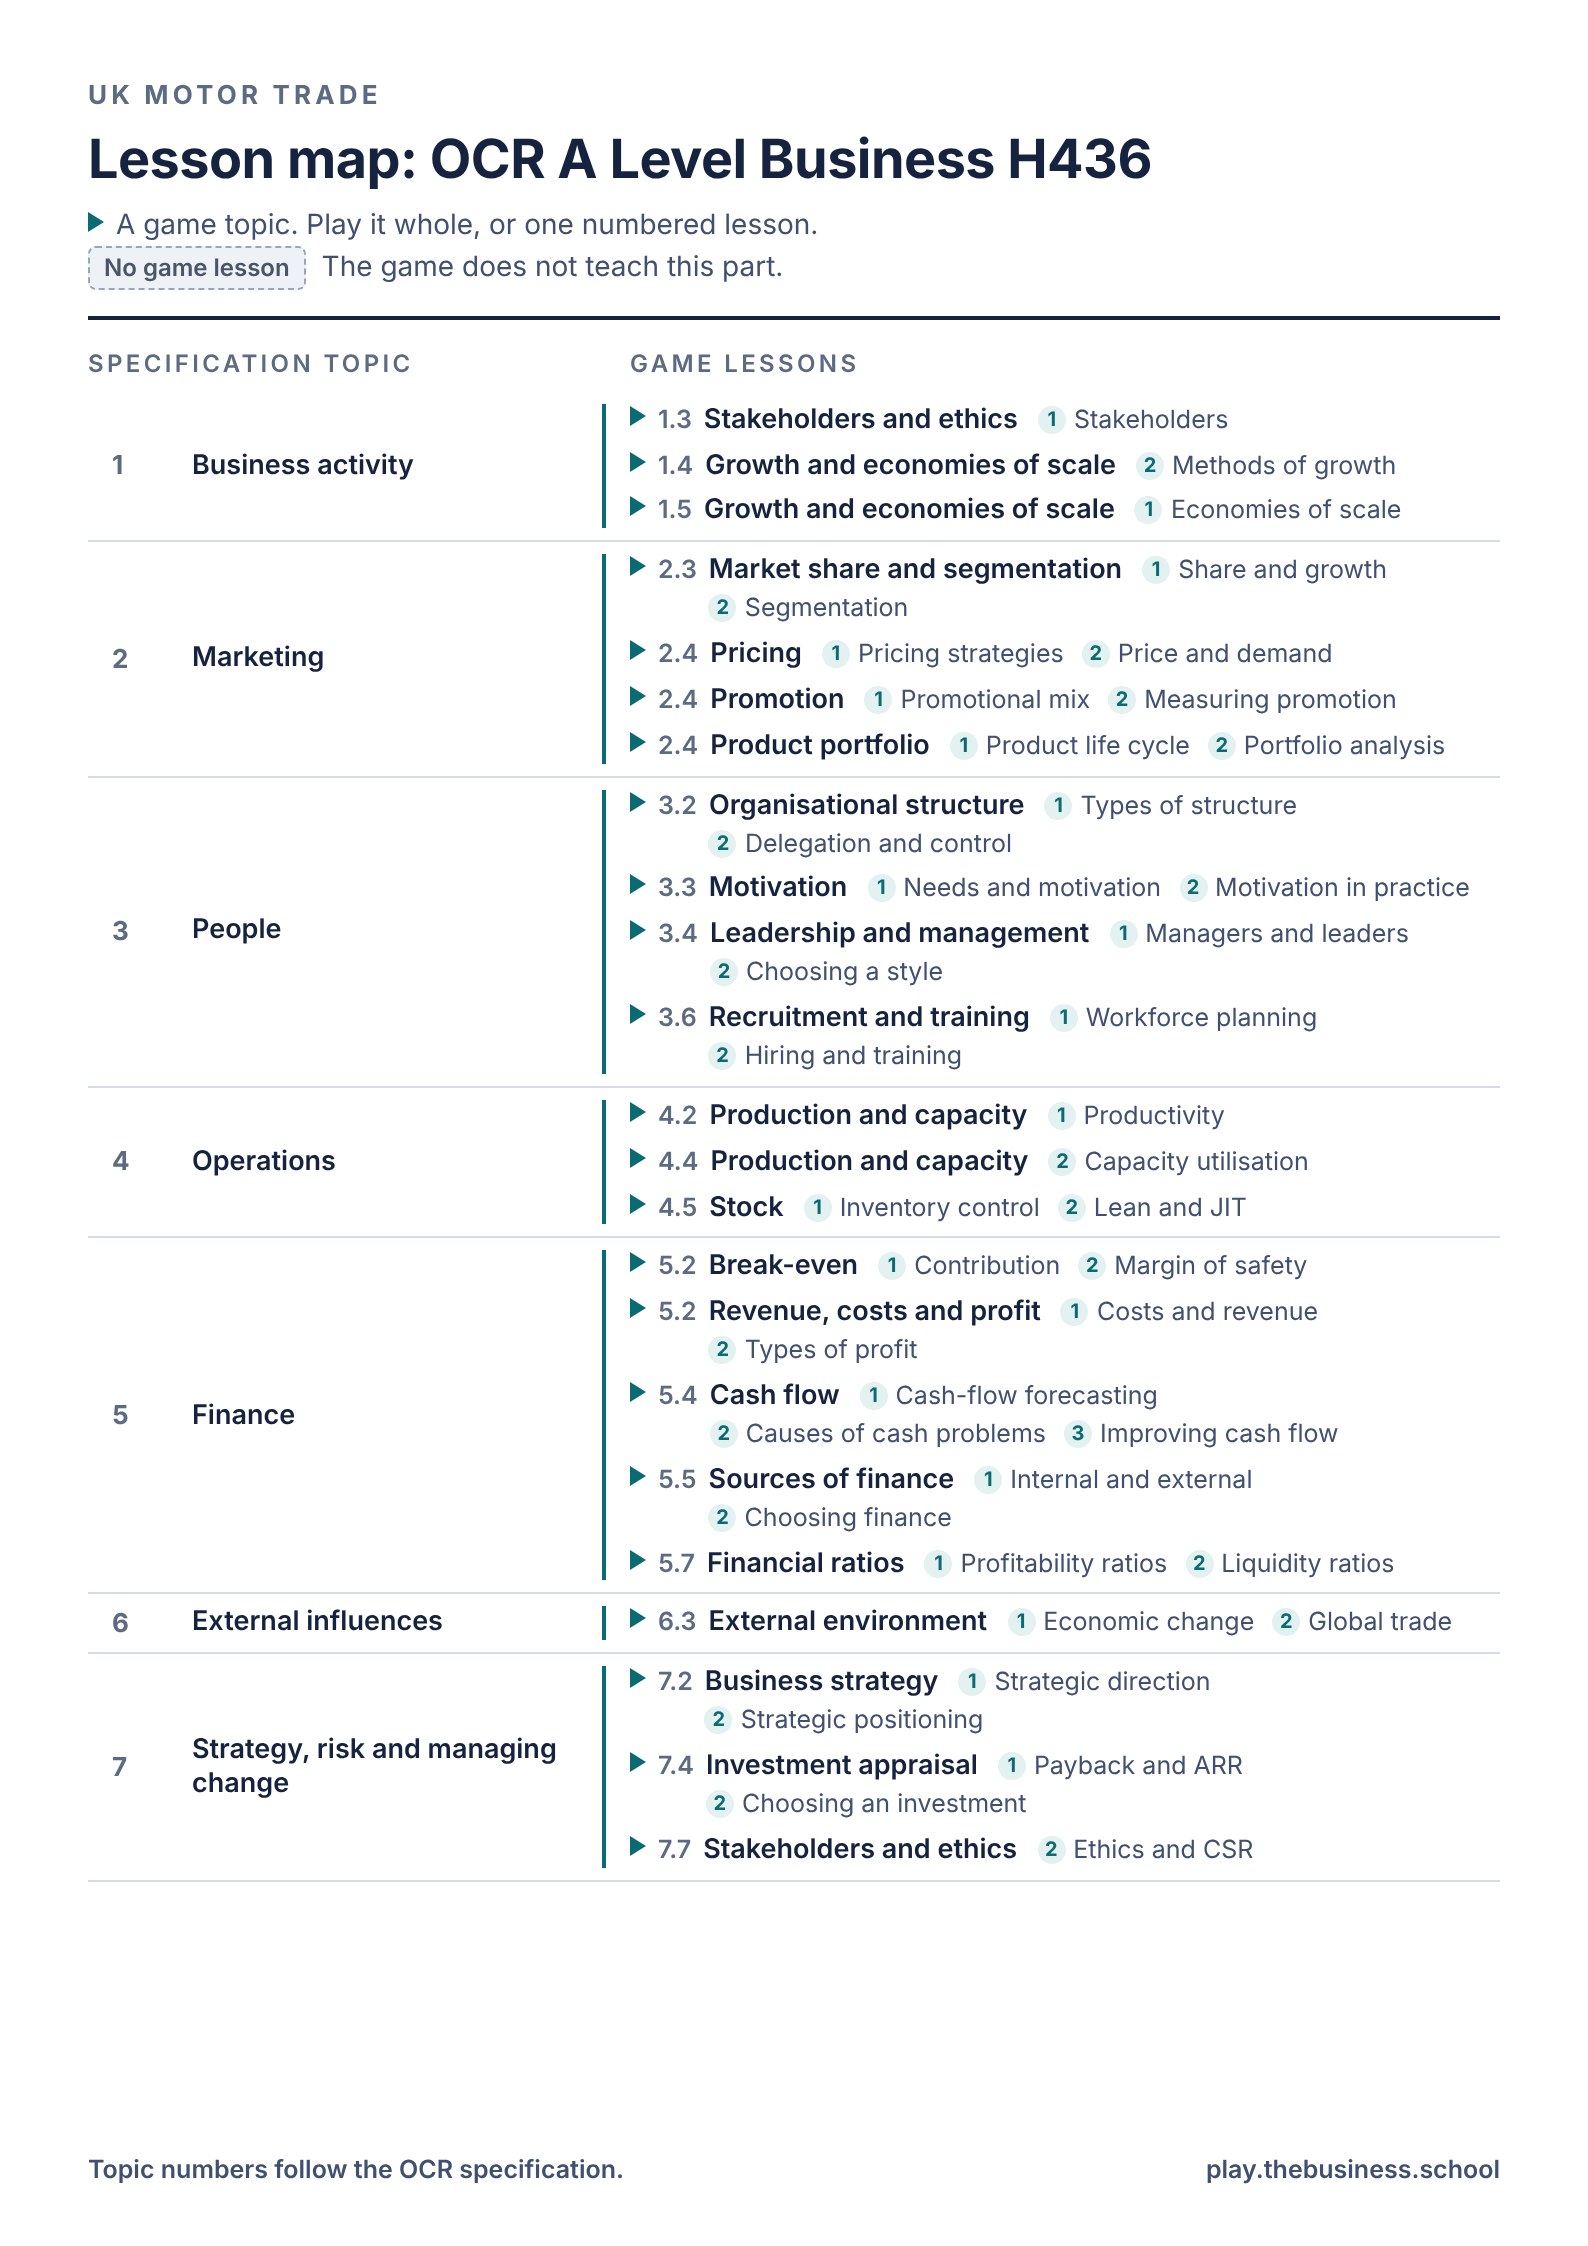 UK MOTOR TRADE
Lesson map: OCR A Level Business H436
A game topic. Play it whole, or one numbered lesson.
No game lesson The game does not teach this part.
SPECIFICATION TOPIC GAME LESSONS
1 Business activity
1.3 Stakeholders and ethics 1 Stakeholders
1.4 Growth and economies of scale 2 Methods of growth
1.5 Growth and economies of scale 1 Economies of scale
2 Marketing
2.3 Market share and segmentation 1 Share and growth
2 Segmentation
2.4 Pricing 1 Pricing strategies 2 Price and demand
2.4 Promotion 1 Promotional mix 2 Measuring promotion
2.4 Product portfolio 1 Product life cycle 2 Portfolio analysis
3 People
3.2 Organisational structure 1 Types of structure
2 Delegation and control
3.3 Motivation 1 Needs and motivation 2 Motivation in practice
3.4 Leadership and management 1 Managers and leaders
2 Choosing a style
3.6 Recruitment and training 1 Workforce planning
2 Hiring and training
4 Operations
4.2 Production and capacity 1 Productivity
4.4 Production and capacity 2 Capacity utilisation
4.5 Stock 1 Inventory control 2 Lean and JIT
5 Finance
5.2 Break-even 1 Contribution 2 Margin of safety
5.2 Revenue, costs and profit 1 Costs and revenue
2 Types of profit
5.4 Cash flow 1 Cash-flow forecasting
2 Causes of cash problems 3 Improving cash flow
5.5 Sources of finance 1 Internal and external
2 Choosing finance
5.7 Financial ratios 1 Profitability ratios 2 Liquidity ratios
6 External influences
6.3 External environment 1 Economic change 2 Global trade
7 Strategy, risk and managing
change
7.2 Business strategy 1 Strategic direction
2 Strategic positioning
7.4 Investment appraisal 1 Payback and ARR
2 Choosing an investment
7.7 Stakeholders and ethics 2 Ethics and CSR
Topic numbers follow the OCR specification. play.thebusiness.school